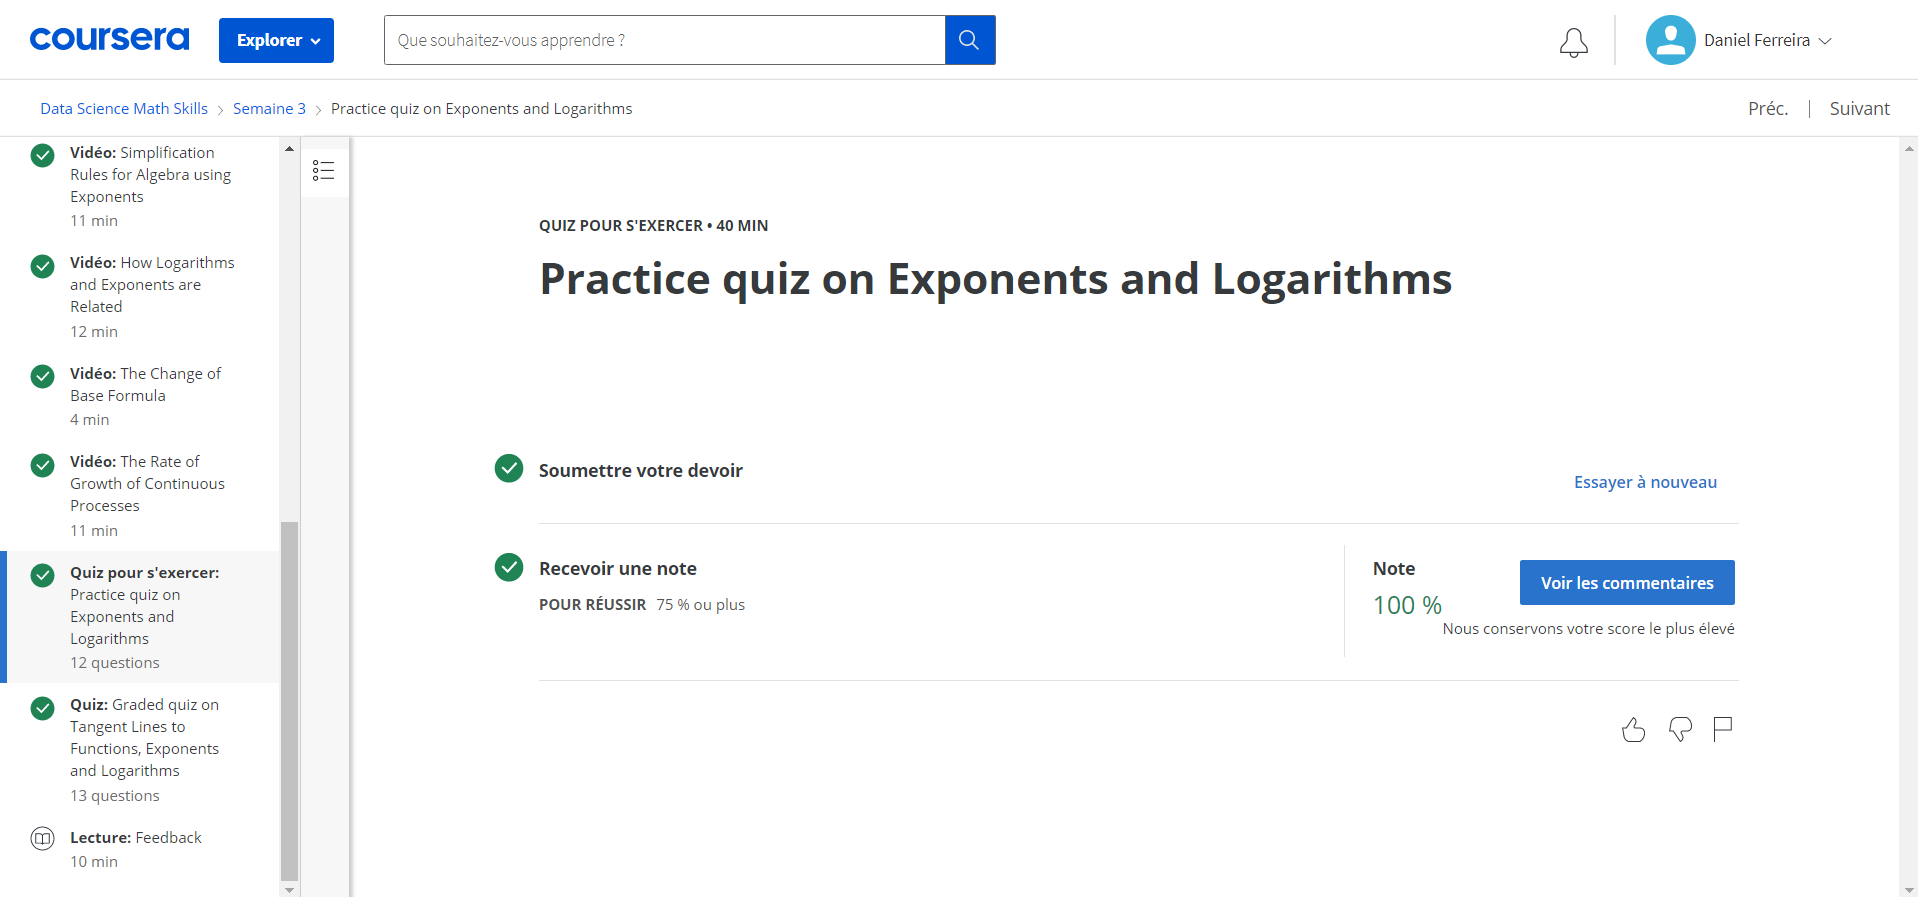 coursera
Explorer
Que souhaitez-vous apprendre ?
Daniel Ferreira
Data Science Math Skills
Semaine 3
Practice quiz on Exponents and Logarithms
Préc.
Suivant
Vidéo: Simplification
Rules for Algebra using
Exponents
11 min
Vidéo: How Logarithms
and Exponents are
Related
12 min
Vidéo: The Change of
Base Formula
4 min
Vidéo: The Rate of
Growth of Continuous
Processes
11 min
Quiz pour s'exercer:
Practice quiz on
Exponents and
Logarithms
12 questions
Quiz: Graded quiz on
Tangent Lines to
Functions, Exponents
and Logarithms
13 questions
Lecture: Feedback
10 min
QUIZ POUR S'EXERCER • 40 MIN
Practice quiz on Exponents and Logarithms
Soumettre votre devoir
Essayer à nouveau
Recevoir une note
POUR RÉUSSIR 75 % ou plus
Note
100 %
Voir les commentaires
Nous conservons votre score le plus élevé